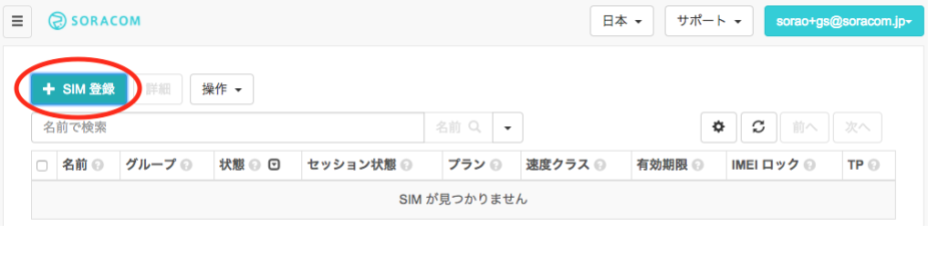 ≡ SORACOM 日本 サポート sorao+gs@soracom.jp
+ SIM 登録 詳細 操作
名前で検索 名前 前へ 次へ
名前 グループ 状態 セッション状態 プラン 速度クラス 有効期限 IMEI ロック TP
SIM が見つかりません